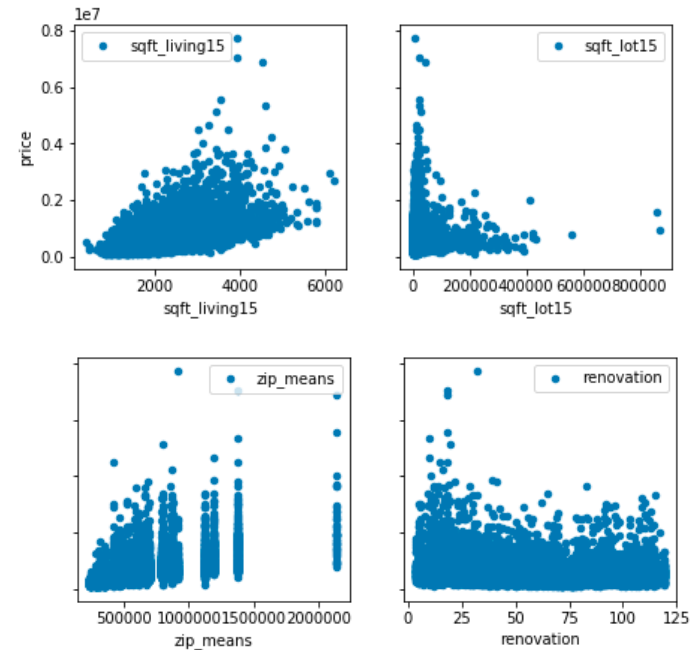 1e7
sqft_living15
sqft_lot15
0.8
0.6
0.4
0.2
0.0
price
2000 4000 6000
0 200000 400000 600000 800000
sqft_living15
sqft_lot15
zip_means
renovation
500000 1000000 1500000 2000000
0 25 50 75 100 125
zip_means
renovation